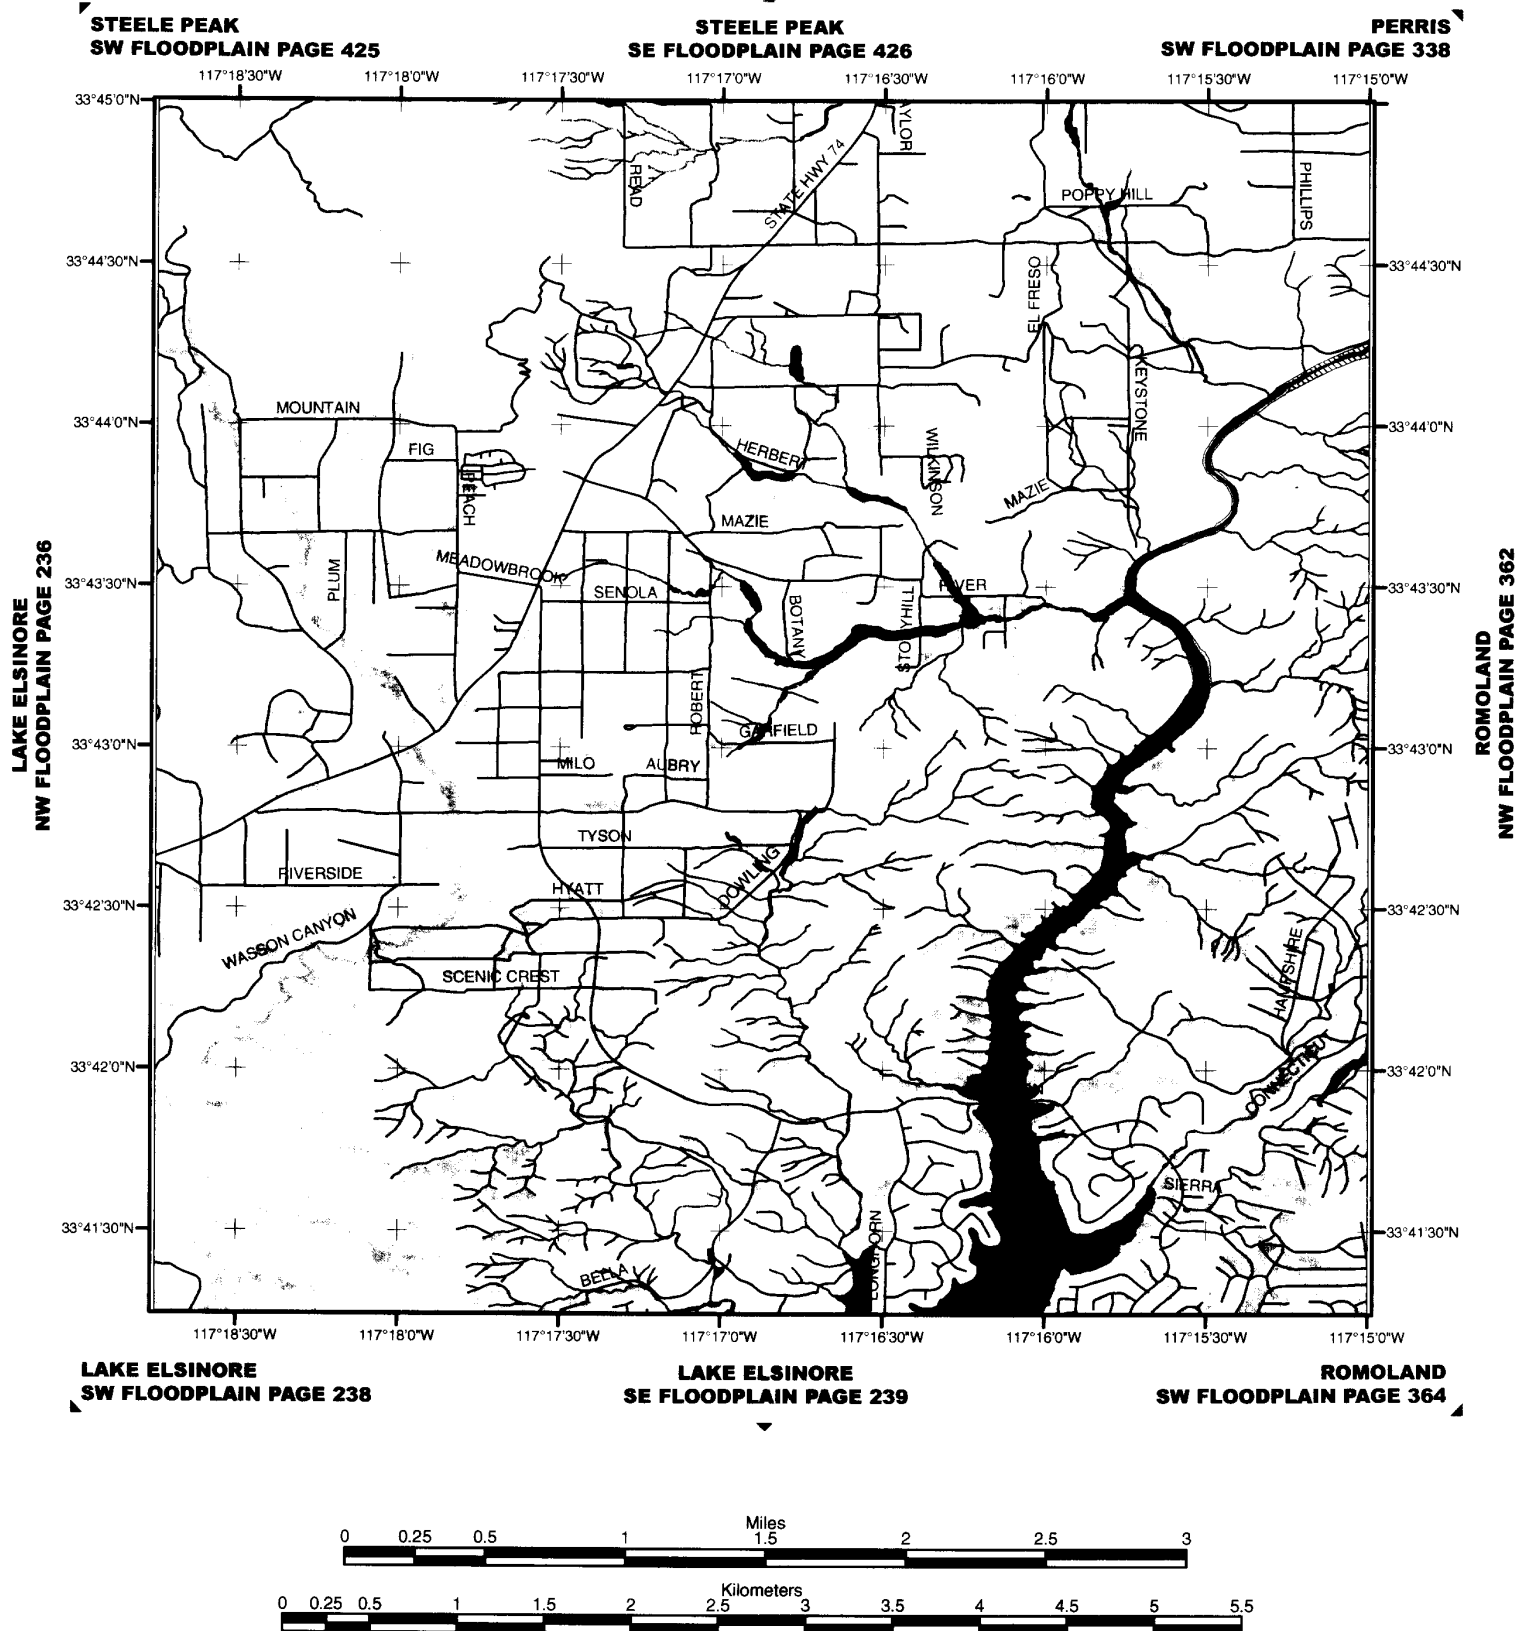 STEELE PEAK
SW FLOODPLAIN PAGE 425
STEELE PEAK
SE FLOODPLAIN PAGE 426
PERRIS
SW FLOODPLAIN PAGE 338
117°18'30"W
117°18'0"W
117°17'30"W
117°17'0"W
117°16'30"W
117°16'0"W
117°15'30"W
117°15'0"W
33°45'0"N
READ
STATE HWY 74
AYLOR
POPPY HILL
PHILLIPS
33°44'30"N
33°44'30"N
EL FRESO
KEYSTONE
MOUNTAIN
33°44'0"N
33°44'0"N
FIG
HERBERT
WILKINSON
PEACH
MAZIE
MAZIE
LAKE ELSINORE
NW FLOODPLAIN PAGE 236
ROMOLAND
NW FLOODPLAIN PAGE 362
MEADOWBROOK
PLUM
33°43'30"N
33°43'30"N
SENOLA
RIVER
BOTANY
STONYHILL
ROBERT
GARFIELD
33°43'0"N
33°43'0"N
MILO
AUBRY
TYSON
DOWLING
RIVERSIDE
HYATT
33°42'30"N
33°42'30"N
WASSON CANYON
HAMPSHIRE
SCENIC CREST
33°42'0"N
33°42'0"N
SIERRA
33°41'30"N
33°41'30"N
LONGHORN
BELLA
117°18'30"W
117°18'0"W
117°17'30"W
117°17'0"W
117°16'30"W
117°16'0"W
117°15'30"W
117°15'0"W
LAKE ELSINORE
SW FLOODPLAIN PAGE 238
LAKE ELSINORE
SE FLOODPLAIN PAGE 239
ROMOLAND
SW FLOODPLAIN PAGE 364
Miles
0 0.25 0.5 1 1.5 2 2.5 3
Kilometers
0 0.25 0.5 1 1.5 2 2.5 3 3.5 4 4.5 5 5.5